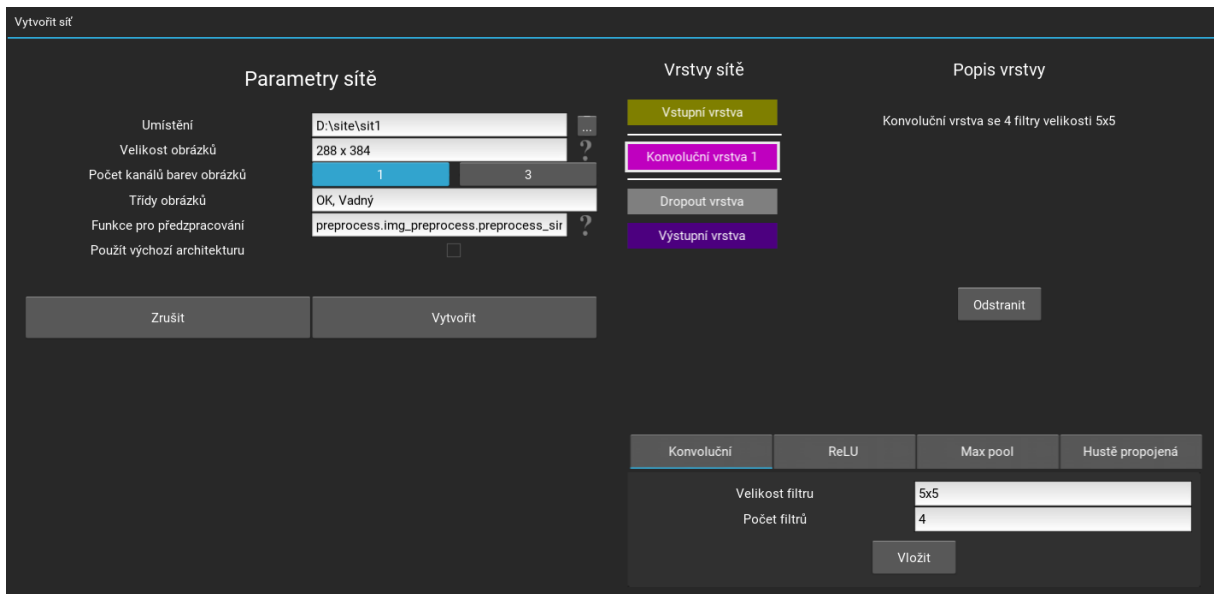 Vytvořit síť
Parametry sítě
Umístění
D:\site\sit1
...
Velikost obrázků
288 x 384
?
Počet kanálů barev obrázků
1
3
Třídy obrázků
OK, Vadný
Funkce pro předzpracování
preprocess.img_preprocess.preprocess_sir
?
Použít výchozí architekturu
Zrušit
Vytvořit
Vrstvy sítě
Vstupní vrstva
Konvoluční vrstva 1
Dropout vrstva
Výstupní vrstva
Popis vrstvy
Konvoluční vrstva se 4 filtry velikosti 5x5
Odstranit
Konvoluční
ReLU
Max pool
Hustě propojená
Velikost filtru
5x5
Počet filtrů
4
Vložit